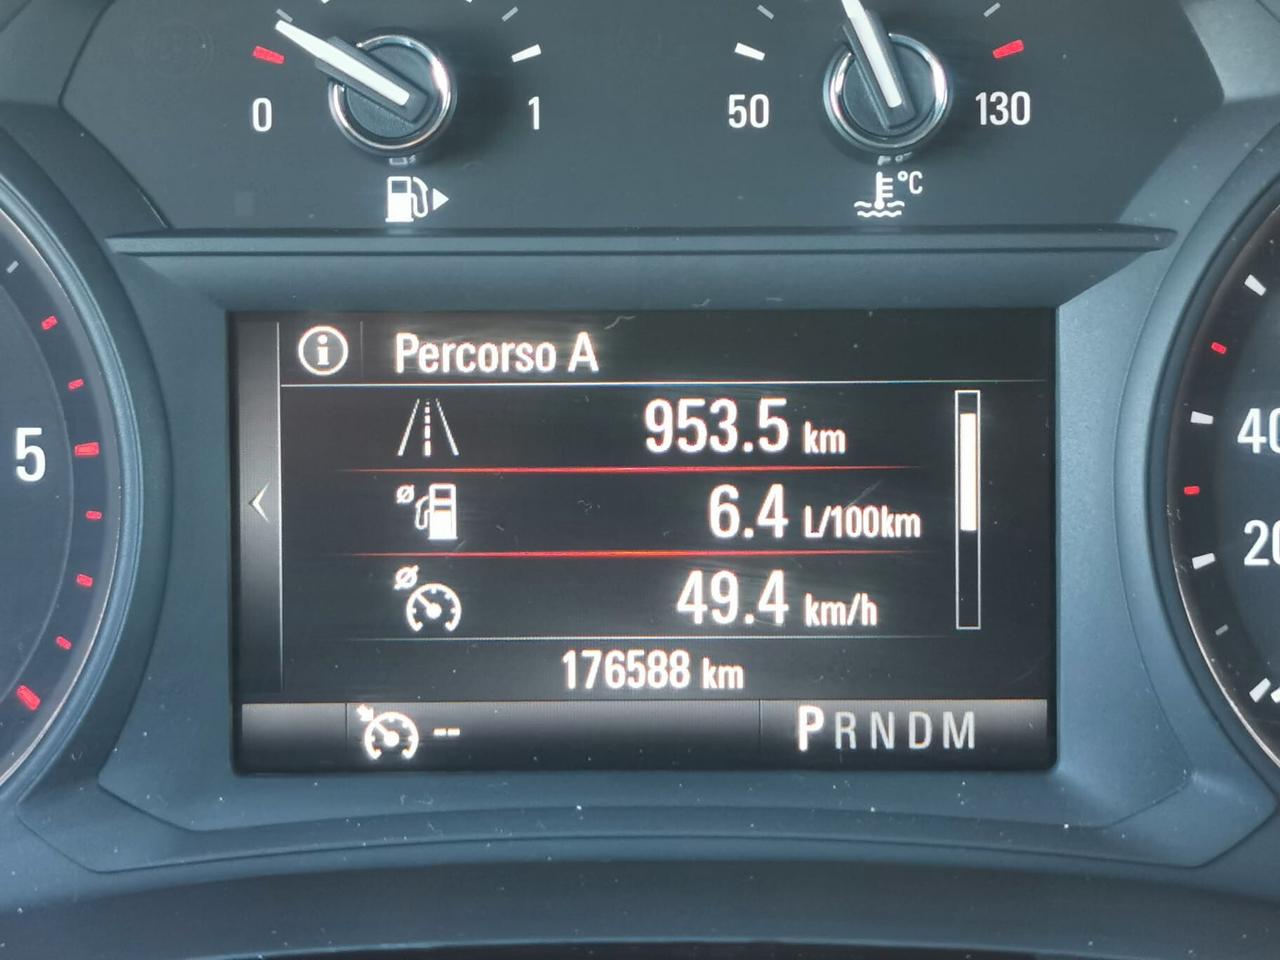 0 1 50 130
°C
Percorso A
953.5 km
6.4 L/100km
5
40
49.4 km/h
20
176588 km
-- PRNDM